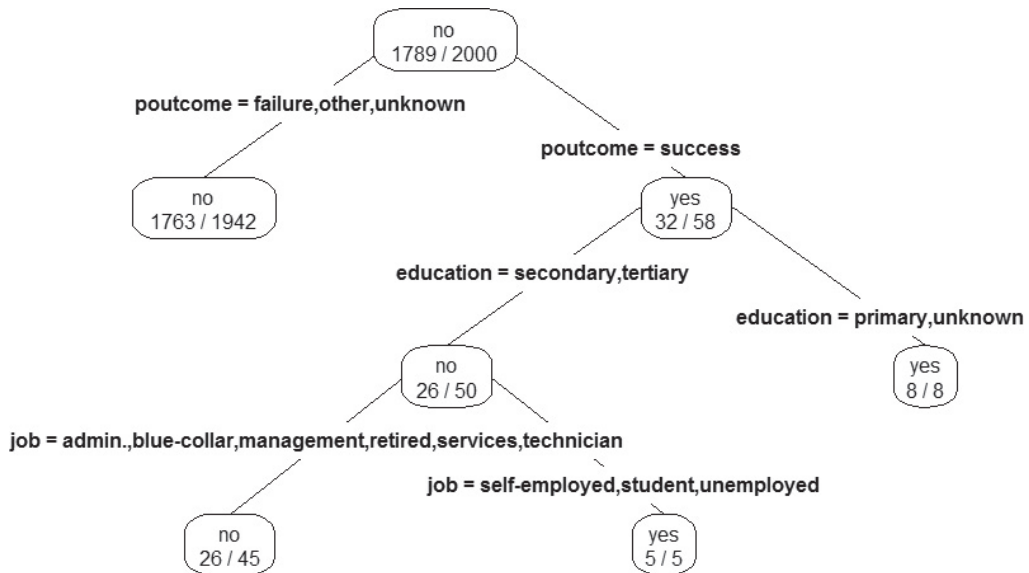 no
1789 / 2000
poutcome = failure,other,unknown
poutcome = success
no
1763 / 1942
yes
32 / 58
education = secondary,tertiary
education = primary,unknown
no
26 / 50
yes
8 / 8
job = admin.,blue-collar,management,retired,services,technician
job = self-employed,student,unemployed
no
26 / 45
yes
5 / 5